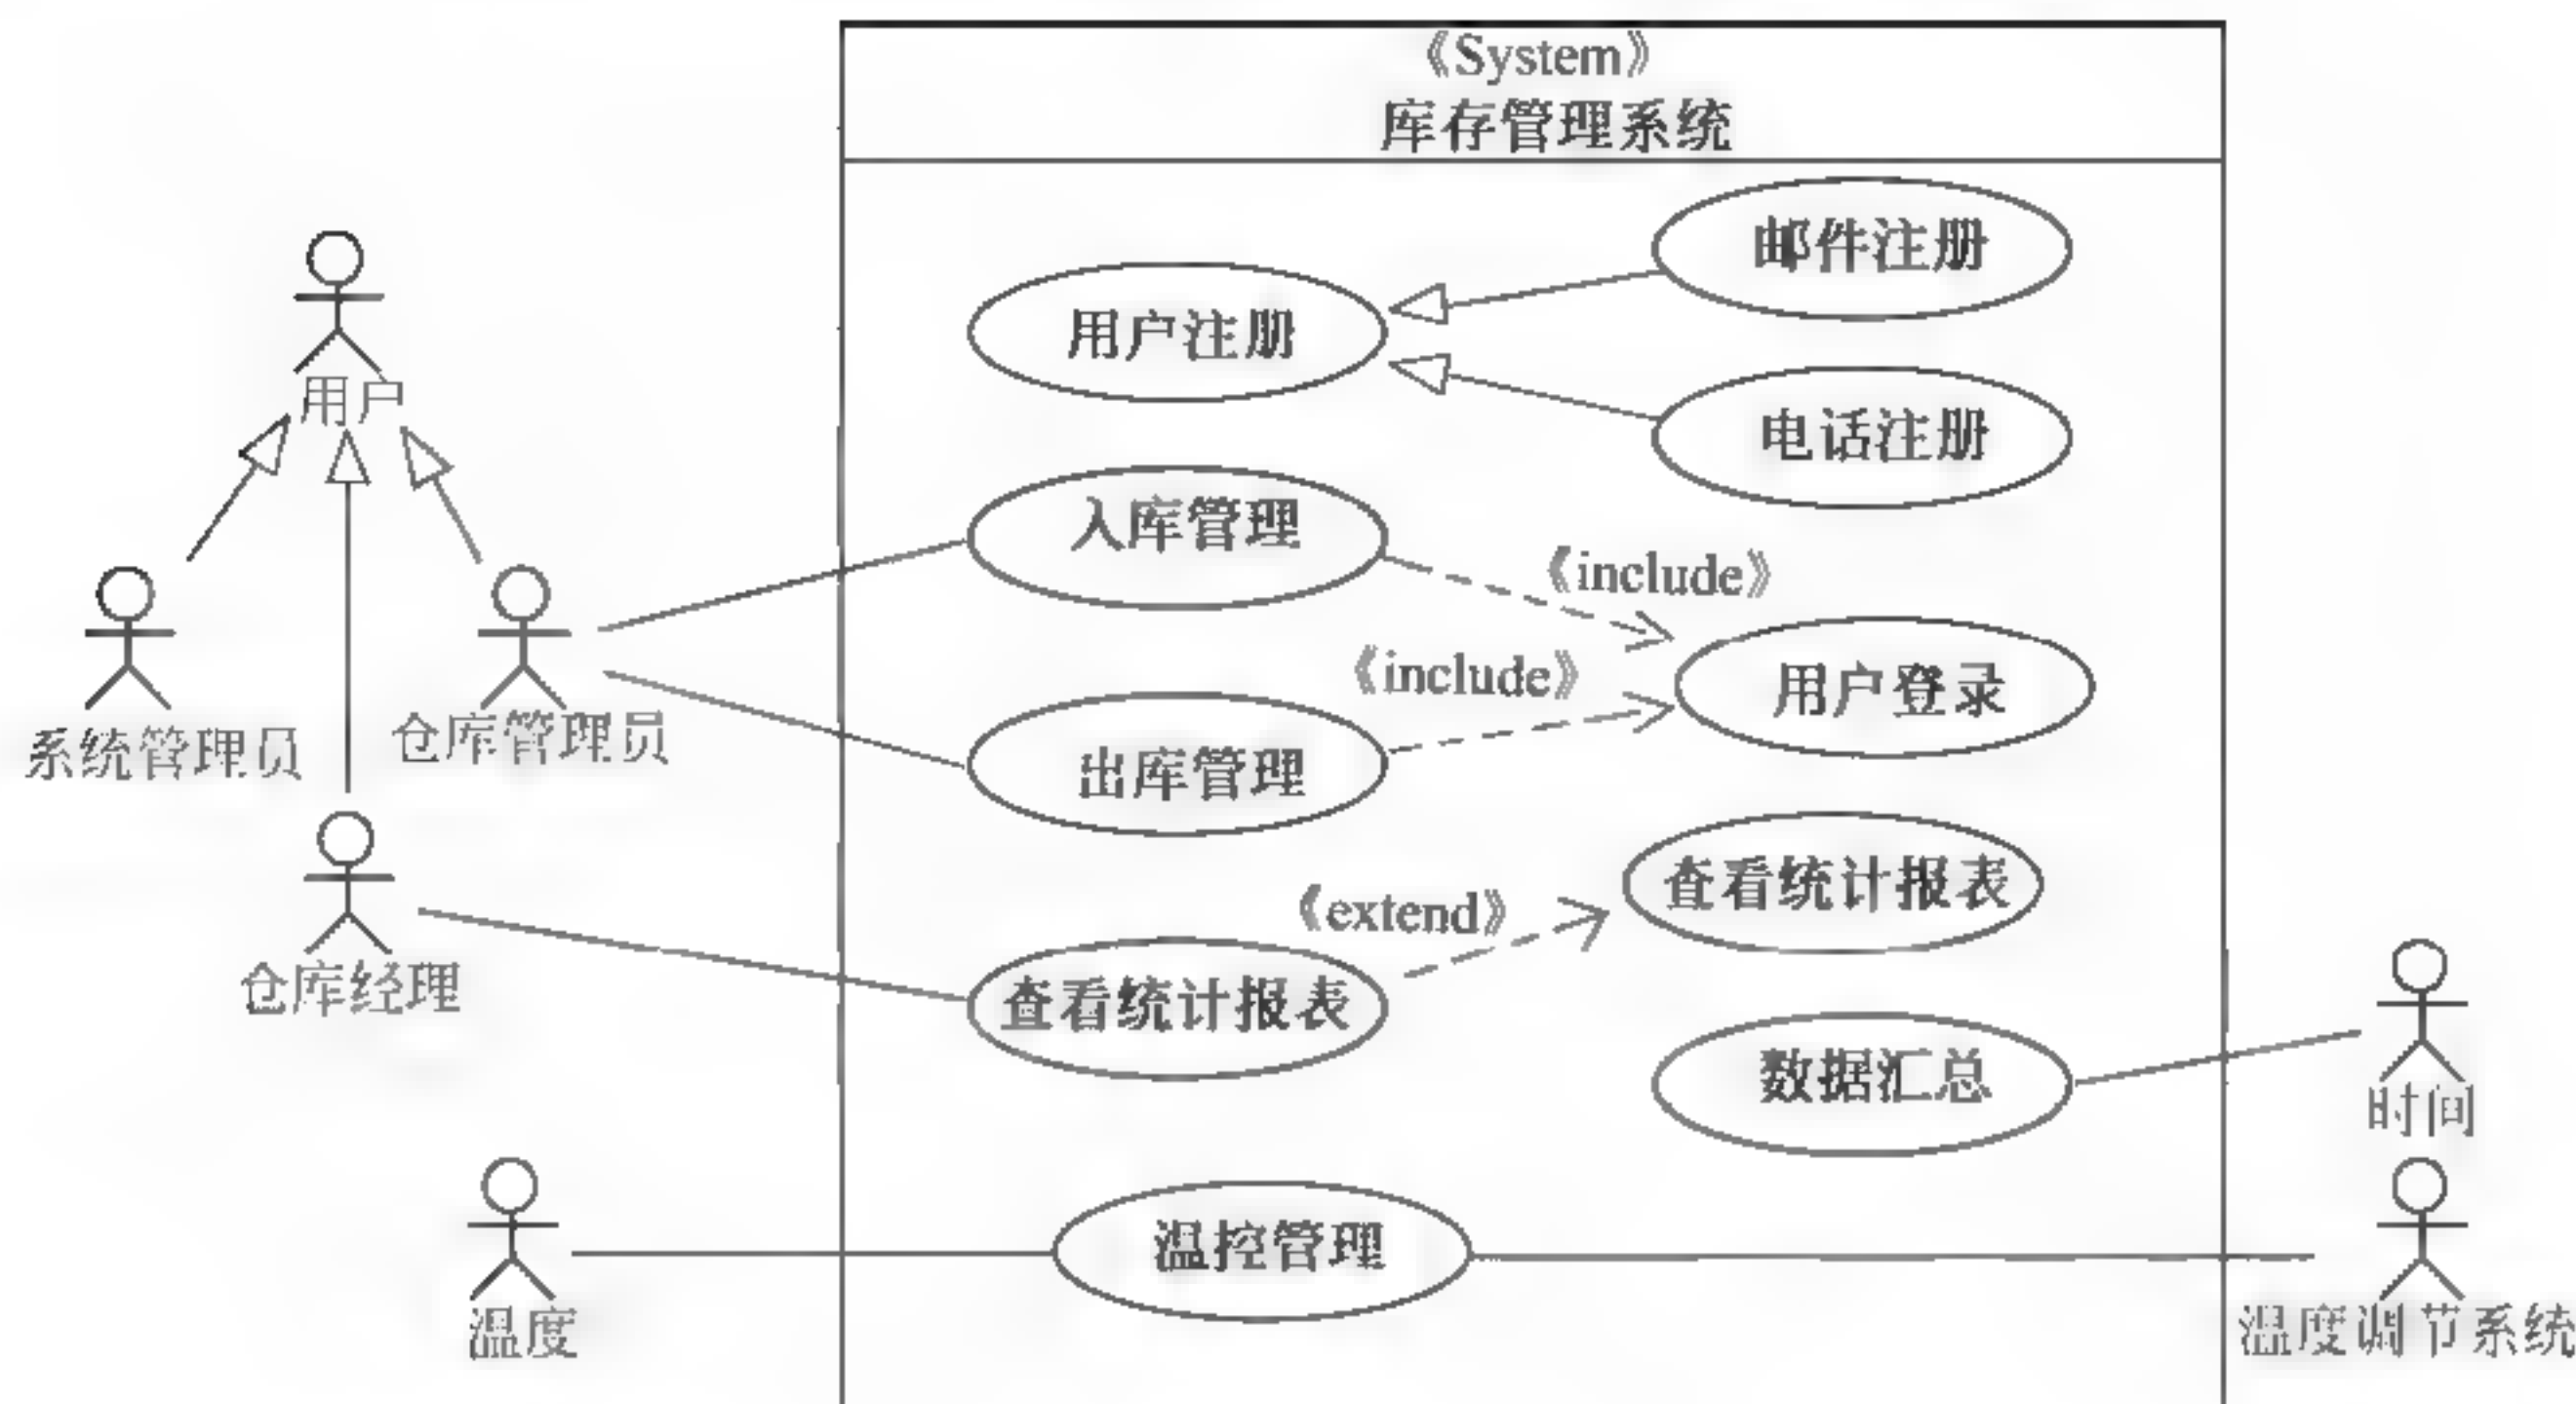 《System》
库存管理系统
邮件注册
用户注册
用户
电话注册
入库管理
《include》
《include》
用户登录
系统管理员
仓库管理员
出库管理
查看统计报表
《extend》
仓库经理
查看统计报表
数据汇总
时间
温控管理
温度
温度调节系统